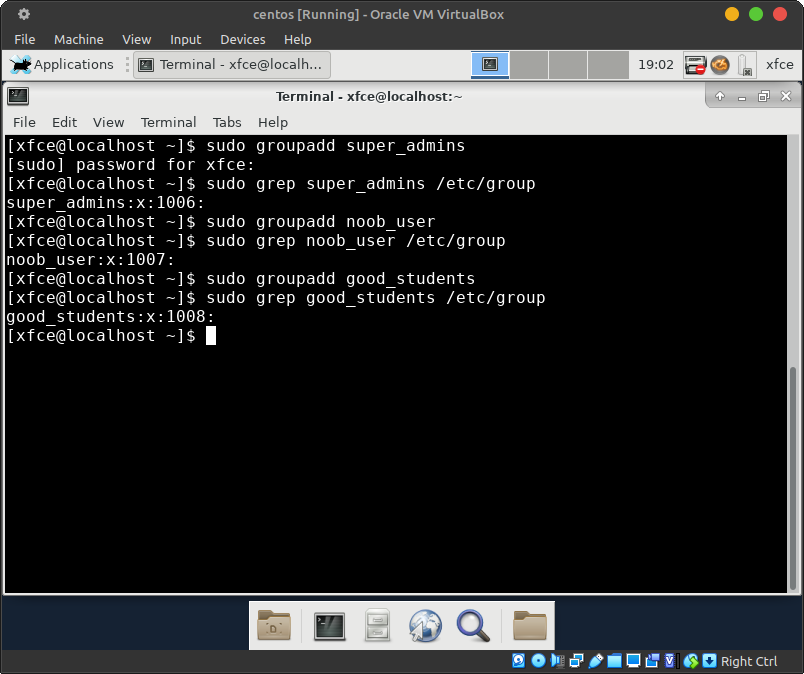 centos [Running] - Oracle VM VirtualBox
File Machine View Input Devices Help
Applications Terminal - xfce@localh... 19:02 xfce
Terminal - xfce@localhost:~
File Edit View Terminal Tabs Help
[xfce@localhost ~]$ sudo groupadd super_admins
[sudo] password for xfce:
[xfce@localhost ~]$ sudo grep super_admins /etc/group
super_admins:x:1006:
[xfce@localhost ~]$ sudo groupadd noob_user
[xfce@localhost ~]$ sudo grep noob_user /etc/group
noob_user:x:1007:
[xfce@localhost ~]$ sudo groupadd good_students
[xfce@localhost ~]$ sudo grep good_students /etc/group
good_students:x:1008:
[xfce@localhost ~]$
Right Ctrl